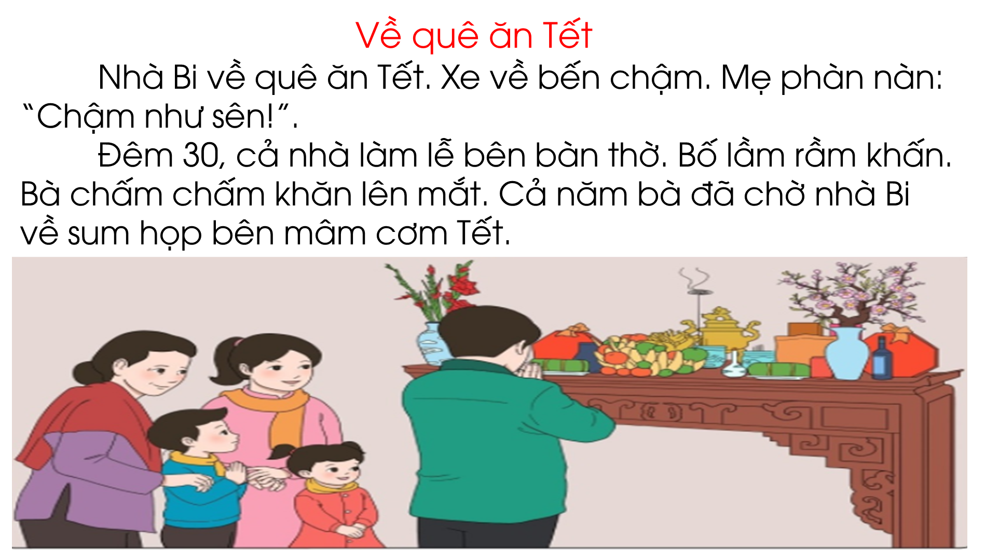 Về quê ăn Tết
Nhà Bi về quê ăn Tết. Xe về bến chậm. Mẹ phàn nàn:
“Chậm như sên!”.
Đêm 30, cả nhà làm lễ bên bàn thờ. Bố lầm rầm khấn.
Bà chấm chấm khăn lên mắt. Cả năm bà đã chờ nhà Bi
về sum họp bên mâm cơm Tết.